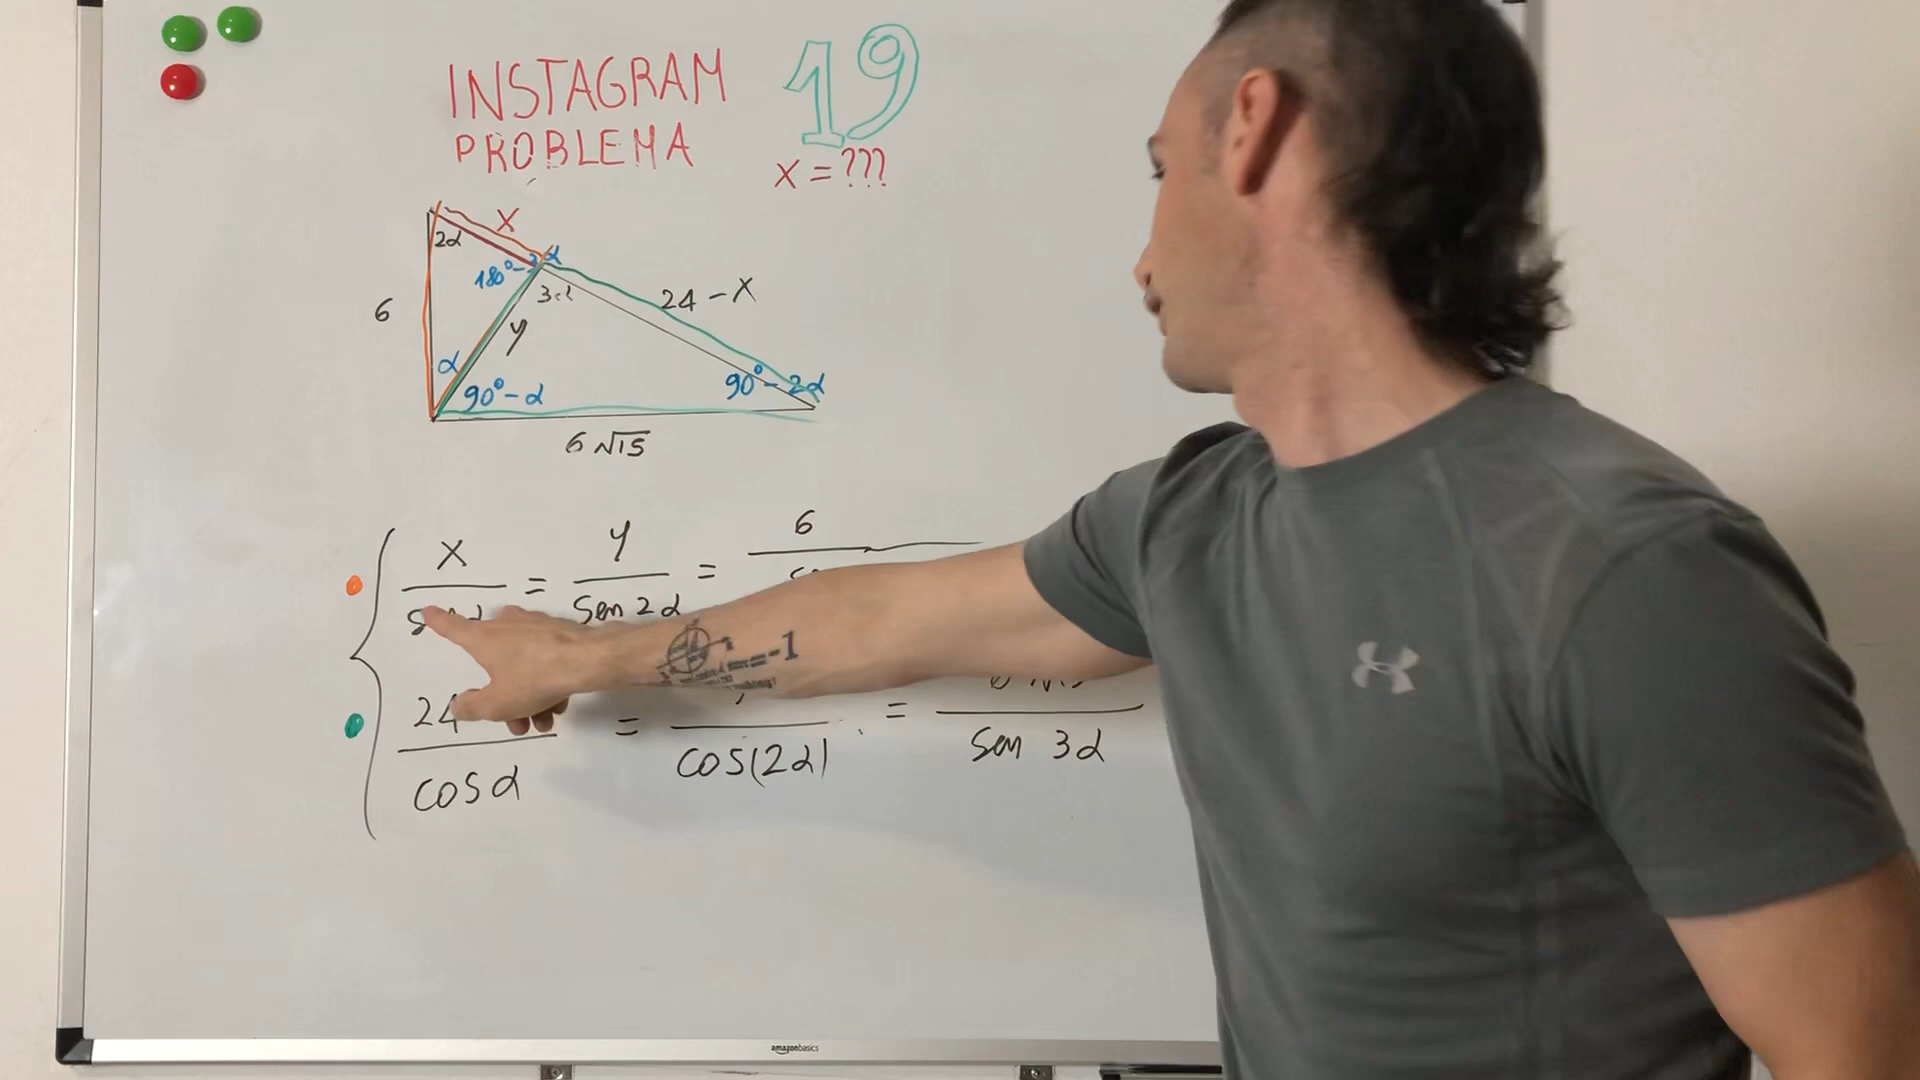 INSTAGRAM 19
PROBLEMA
x = ???
x
2α
180°-3α
3α
24 - x
6
y
α
90°-α
90°-2α
6√15
x y 6
= =
sen 2α
24
= =
cos α cos(2α) sen 3α
=-1
amazonbasics